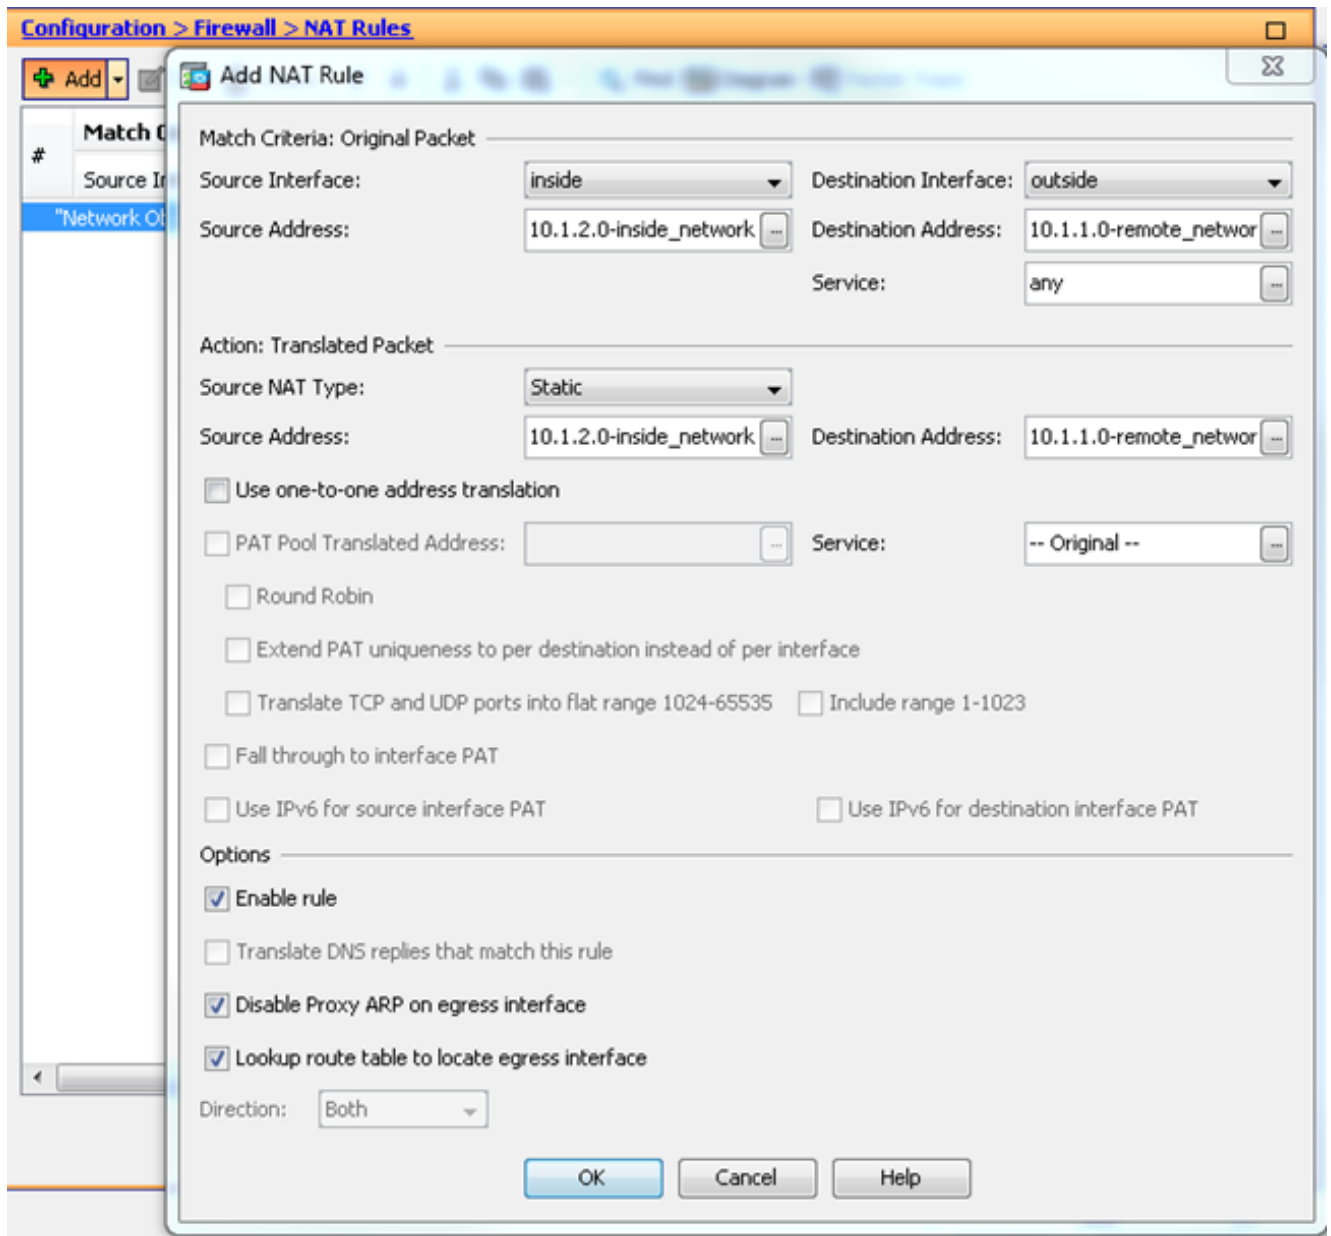 Configuration > Firewall > NAT Rules
Add
Add NAT Rule
#
Match
Source
"Network
Match Criteria: Original Packet
Source Interface: inside Destination Interface: outside
Source Address: 10.1.2.0-inside_network ... Destination Address: 10.1.1.0-remote_networ ...
Service: any ...
Action: Translated Packet
Source NAT Type: Static
Source Address: 10.1.2.0-inside_network ... Destination Address: 10.1.1.0-remote_networ ...
Use one-to-one address translation
PAT Pool Translated Address: ... Service: -- Original -- ...
Round Robin
Extend PAT uniqueness to per destination instead of per interface
Translate TCP and UDP ports into flat range 1024-65535 Include range 1-1023
Fall through to interface PAT
Use IPv6 for source interface PAT Use IPv6 for destination interface PAT
Options
Enable rule
Translate DNS replies that match this rule
Disable Proxy ARP on egress interface
Lookup route table to locate egress interface
Direction: Both
OK Cancel Help